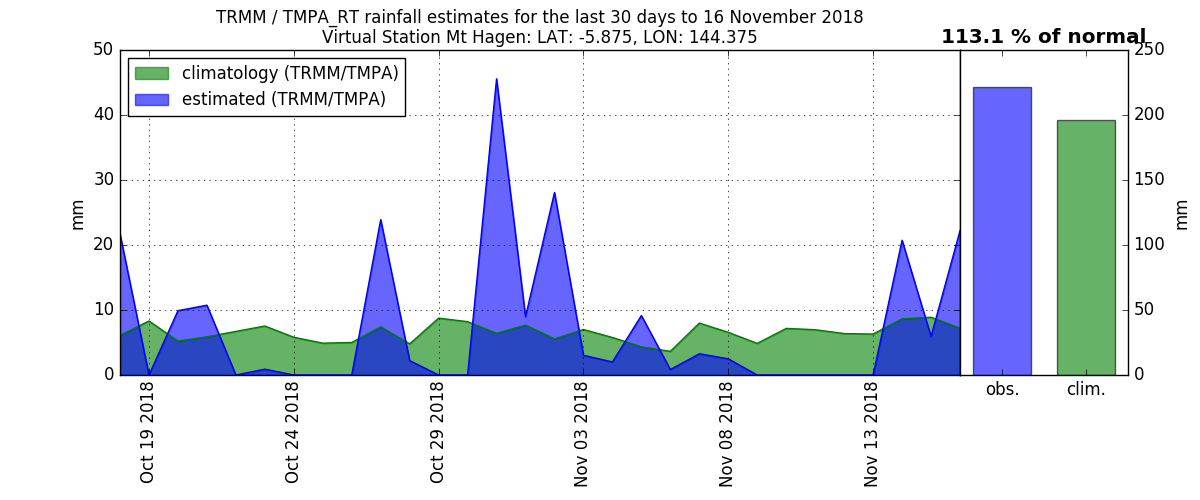 TRMM / TMPA_RT rainfall estimates for the last 30 days to 16 November 2018
Virtual Station Mt Hagen: LAT: -5.875, LON: 144.375
113.1 % of normal
climatology (TRMM/TMPA)
estimated (TRMM/TMPA)
50
40
30
20
10
0
mm
Oct 19 2018
Oct 24 2018
Oct 29 2018
Nov 03 2018
Nov 08 2018
Nov 13 2018
obs.
clim.
250
200
150
100
50
0
mm